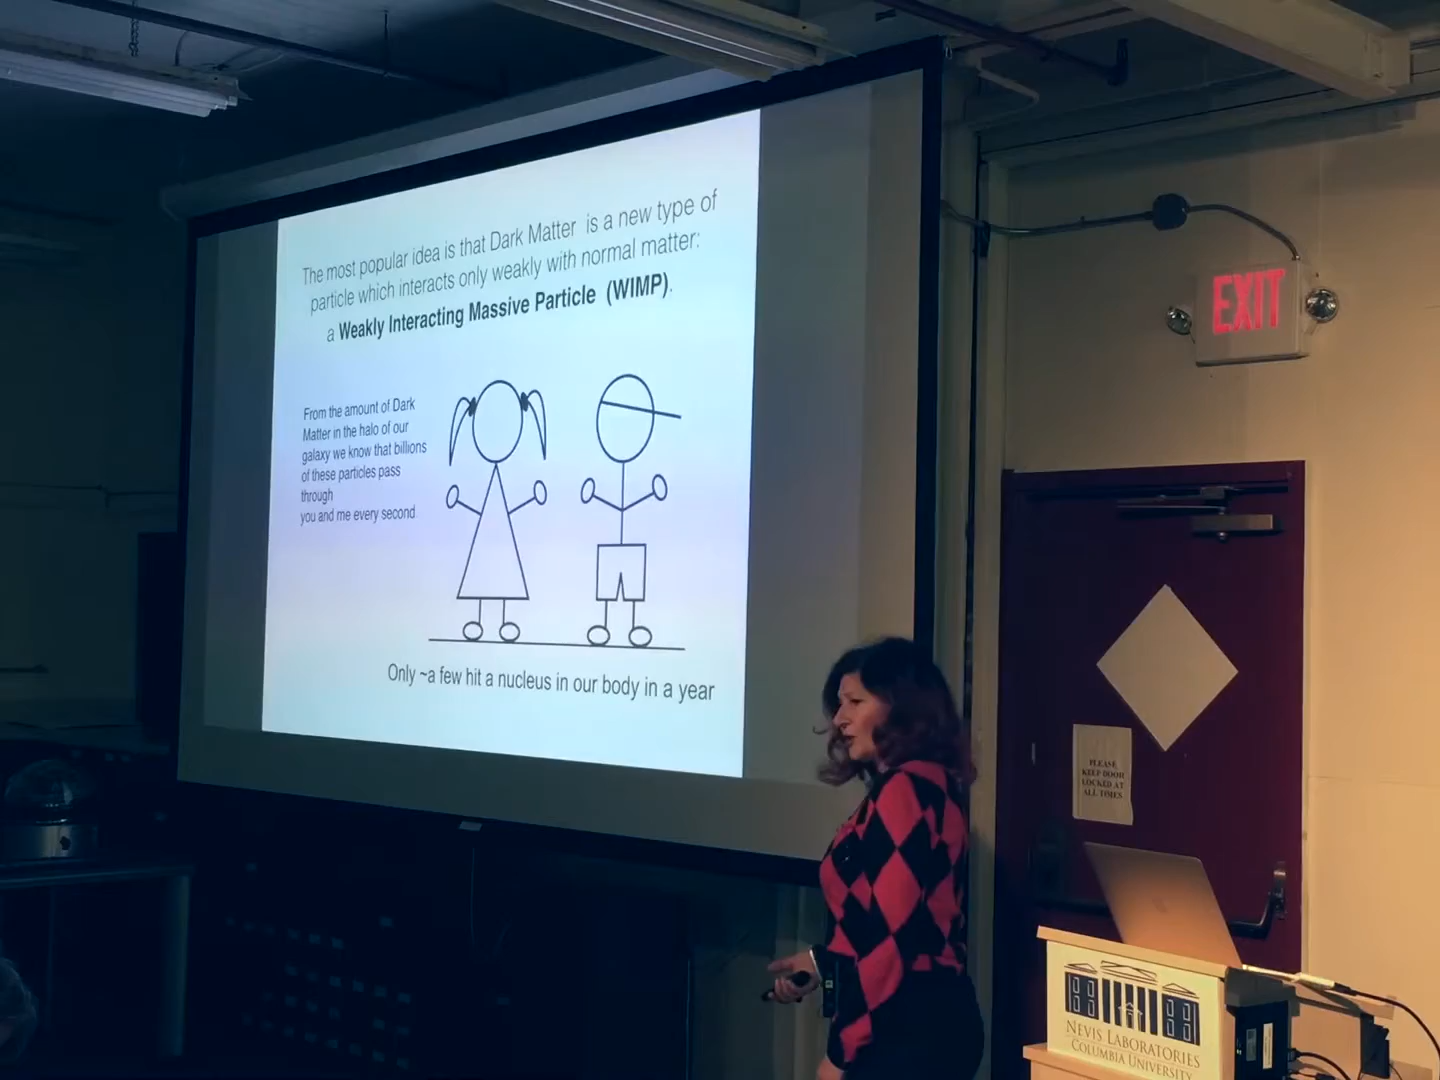 The most popular idea is that Dark Matter is a new type of
particle which interacts only weakly with normal matter:
a Weakly Interacting Massive Particle (WIMP).
From the amount of Dark
Matter in the halo of our
galaxy we know that billions
of these particles pass
through
you and me every second
Only ~a few hit a nucleus in our body in a year
EXIT
PLEASE
KEEP DOOR
LOCKED AT
ALL TIMES
NEVIS LABORATORIES
COLUMBIA UNIVERSITY